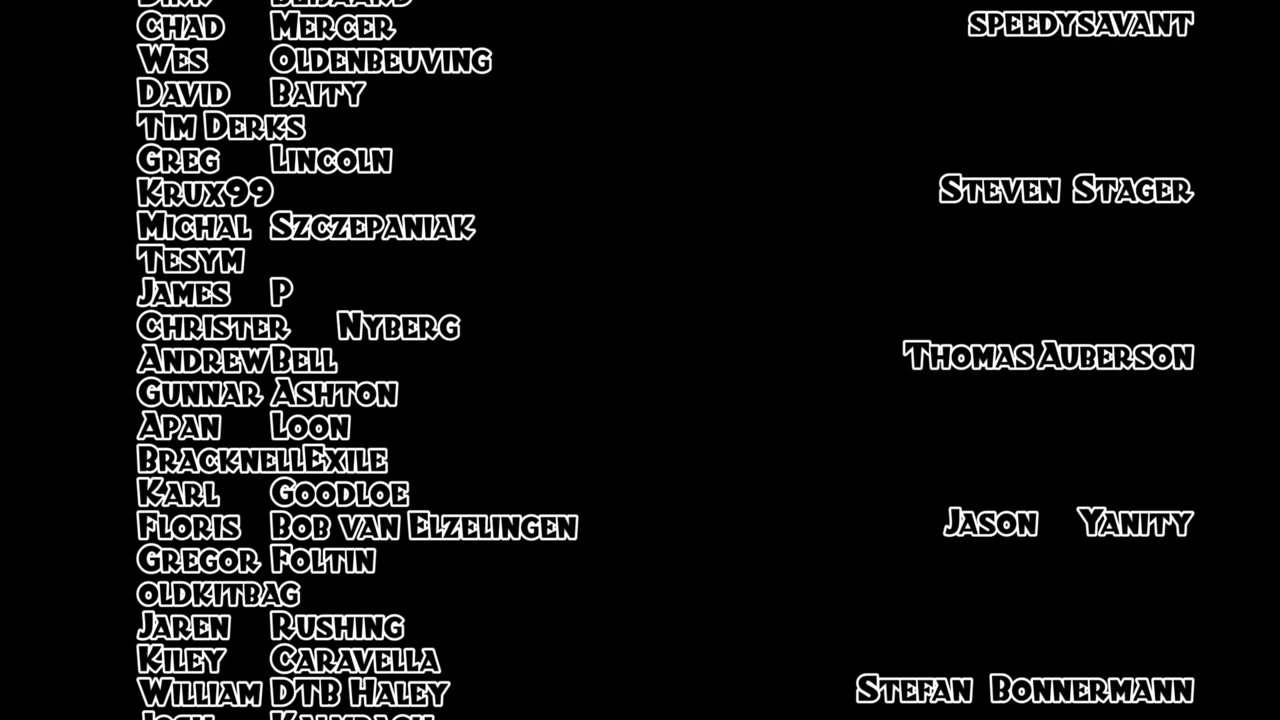 Chad Mercer
speedysavant
Wes Oldenbeuving
David Baity
Tim Derks
Greg Lincoln
Krux99
Steven Stager
Michal Szczepaniak
Tesym
James P
Christer Nyberg
Andrew Bell
Thomas Auberson
Gunnar Ashton
Apan Loon
BracknellExile
Karl Goodloe
Floris Bob van Elzelingen
Jason Yanity
Gregor Foltin
oldkitbag
Jaren Rushing
Kiley Caravella
William DTB Haley
Stefan Bonnermann